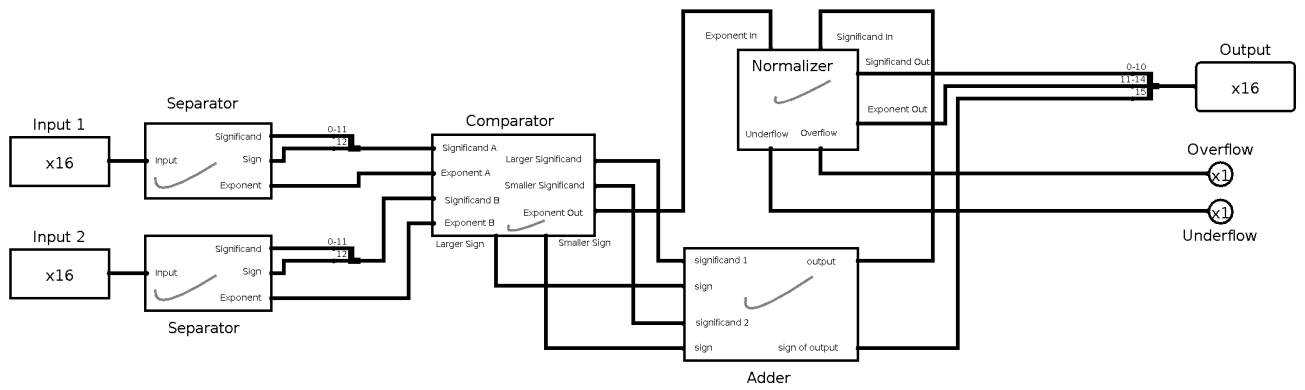 Input 1
x16
Separator
Input
Significand
Sign
Exponent
0-11
12
Input 2
x16
Separator
Input
Significand
Sign
Exponent
0-11
12
Comparator
Significand A
Exponent A
Significand B
Exponent B
Larger Significand
Smaller Significand
Exponent Out
Larger Sign
Smaller Sign
Adder
significand 1
sign
significand 2
sign
output
sign of output
Normalizer
Exponent In
Significand In
Significand Out
Exponent Out
Underflow
Overflow
0-10
11-14
15
Output
x16
Overflow
x1
x1
Underflow